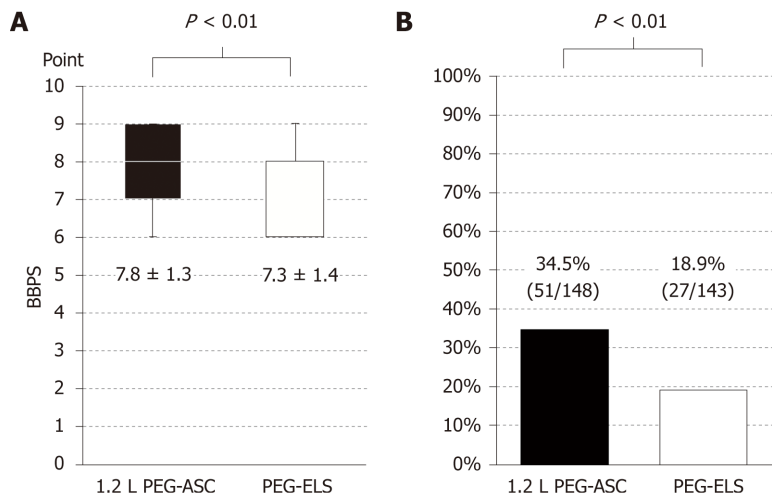 A
P < 0.01
Point
10
9
8
7
6
5
4
3
2
1
0
BBPS
7.8 ± 1.3
7.3 ± 1.4
1.2 L PEG-ASC
PEG-ELS
B
P < 0.01
100%
90%
80%
70%
60%
50%
40%
30%
20%
10%
0%
34.5%
(51/148)
18.9%
(27/143)
1.2 L PEG-ASC
PEG-ELS